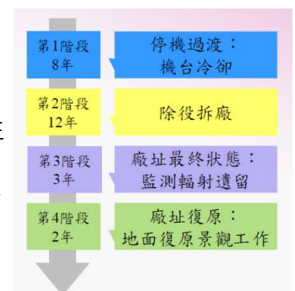 第1階段
8年
停機過渡：
機台冷卻
第2階段
12年
除役拆廠
第3階段
3年
廠址最終狀態：
監測輻射遺留
第4階段
2年
廠址復原：
地面復原景觀工作